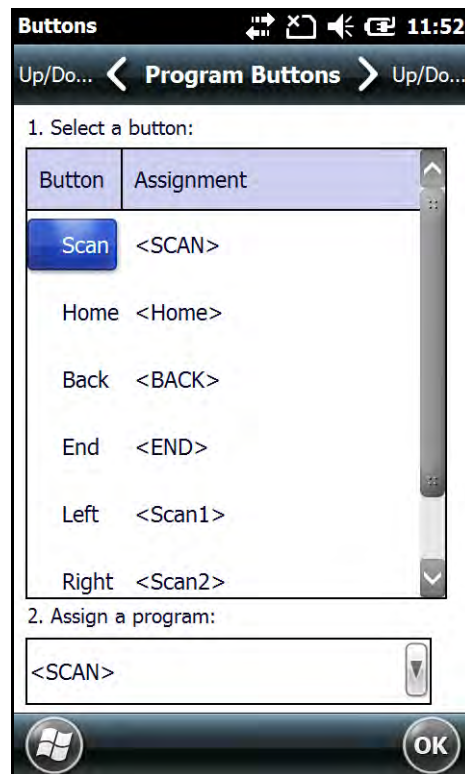 Buttons 11:52
Up/Do... Program Buttons Up/Do...
1. Select a button:
Button Assignment
Scan <SCAN>
Home <Home>
Back <BACK>
End <END>
Left <Scan1>
Right <Scan2>
2. Assign a program:
<SCAN>
OK